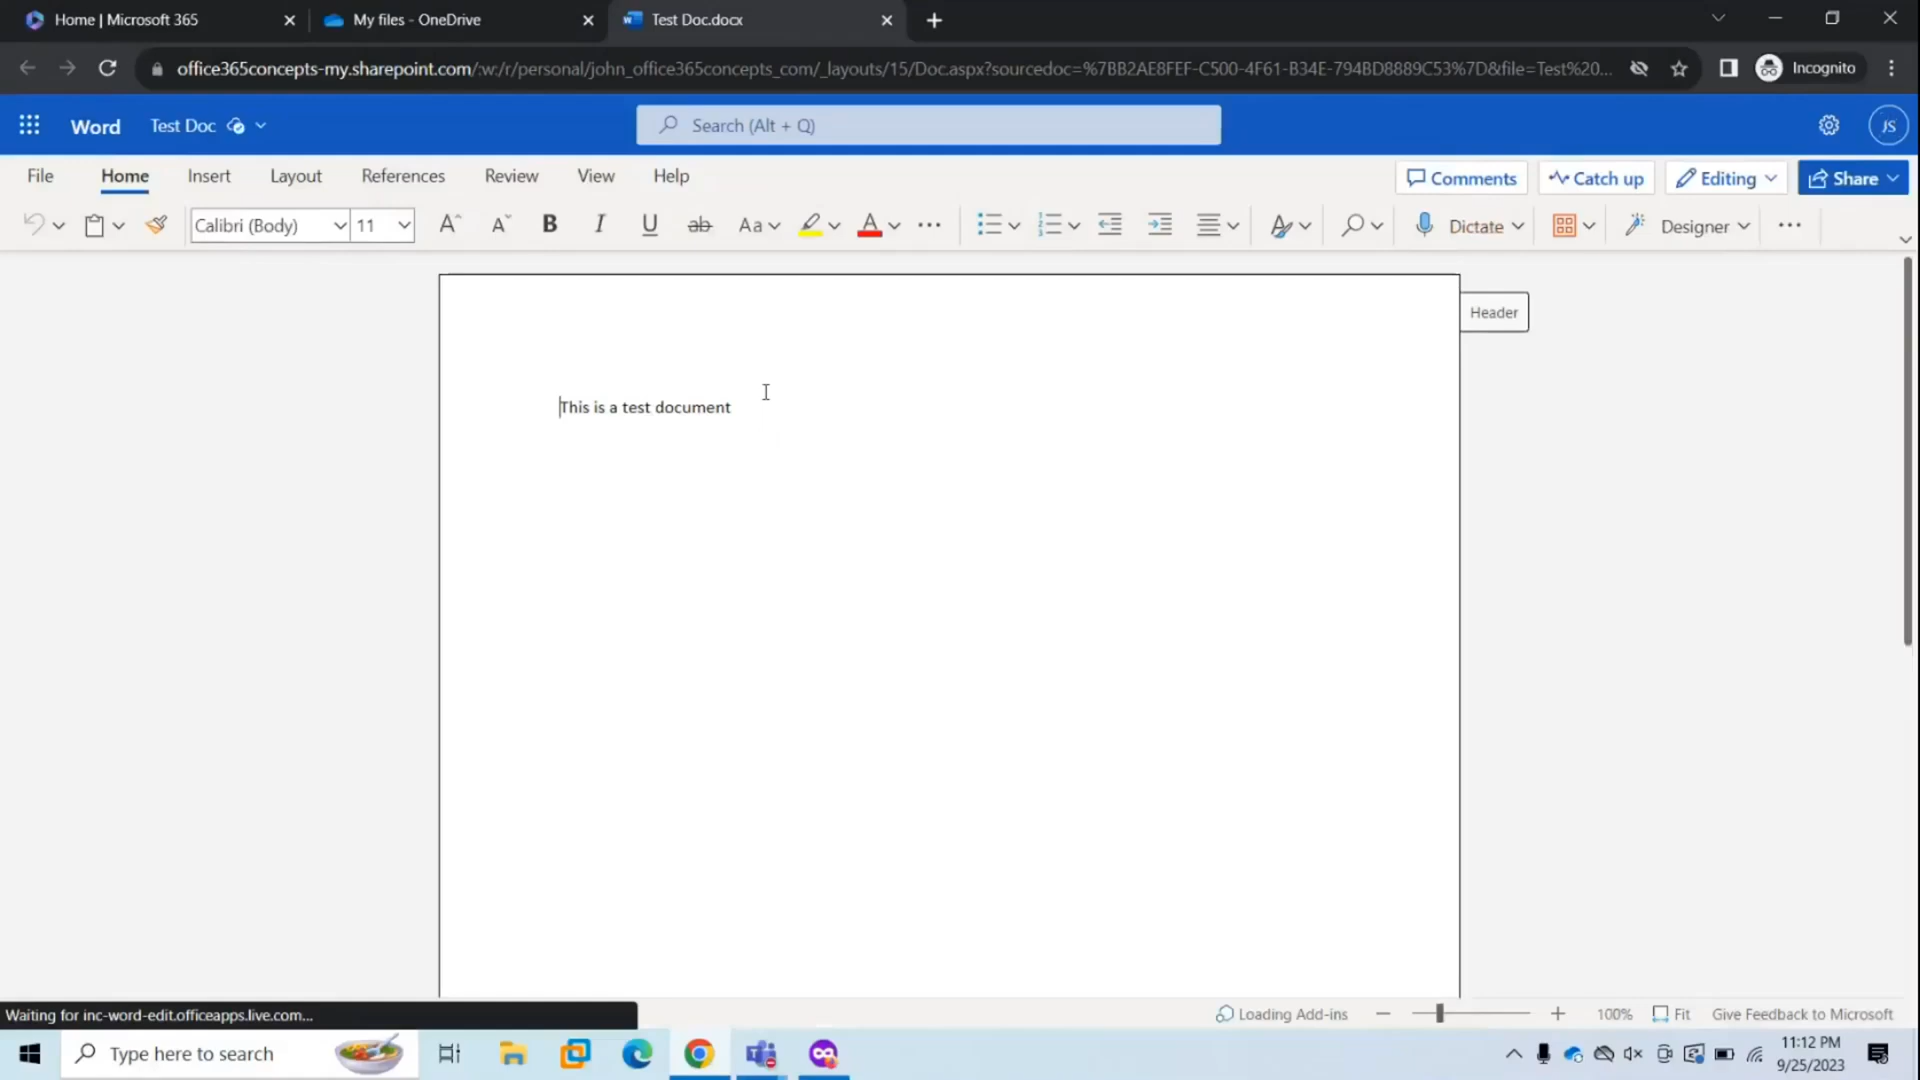 Home | Microsoft 365
My files - OneDrive
Test Doc.docx
office365concepts-my.sharepoint.com/:w:/r/personal/john_office365concepts_com/_layouts/15/Doc.aspx?sourcedoc=%7BB2AE8FEF-C500-4F61-B34E-794BD8889C53%7D&file=Test%20...
Incognito
Word
Test Doc
Search (Alt + Q)
JS
File
Home
Insert
Layout
References
Review
View
Help
Comments
Catch up
Editing
Share
Calibri (Body)
11
A
A
B
I
U
ab
Aa
A
Dictate
Designer
Header
This is a test document
Waiting for inc-word-edit.officeapps.live.com...
Loading Add-ins
100%
Fit
Give Feedback to Microsoft
Type here to search
11:12 PM
9/25/2023